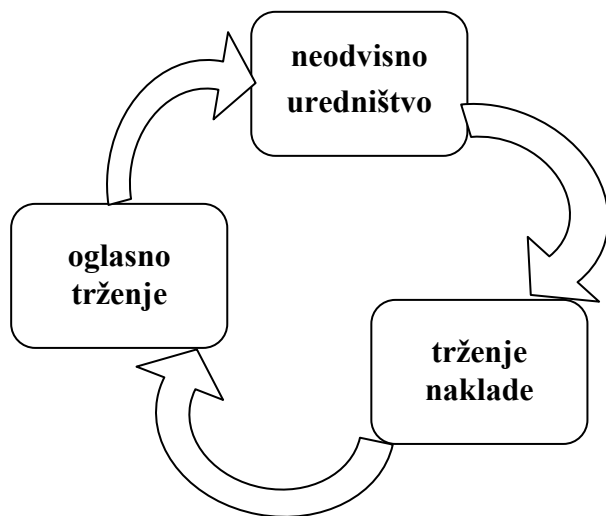 neodvisno
uredništvo
oglasno
trženje
trženje
naklade